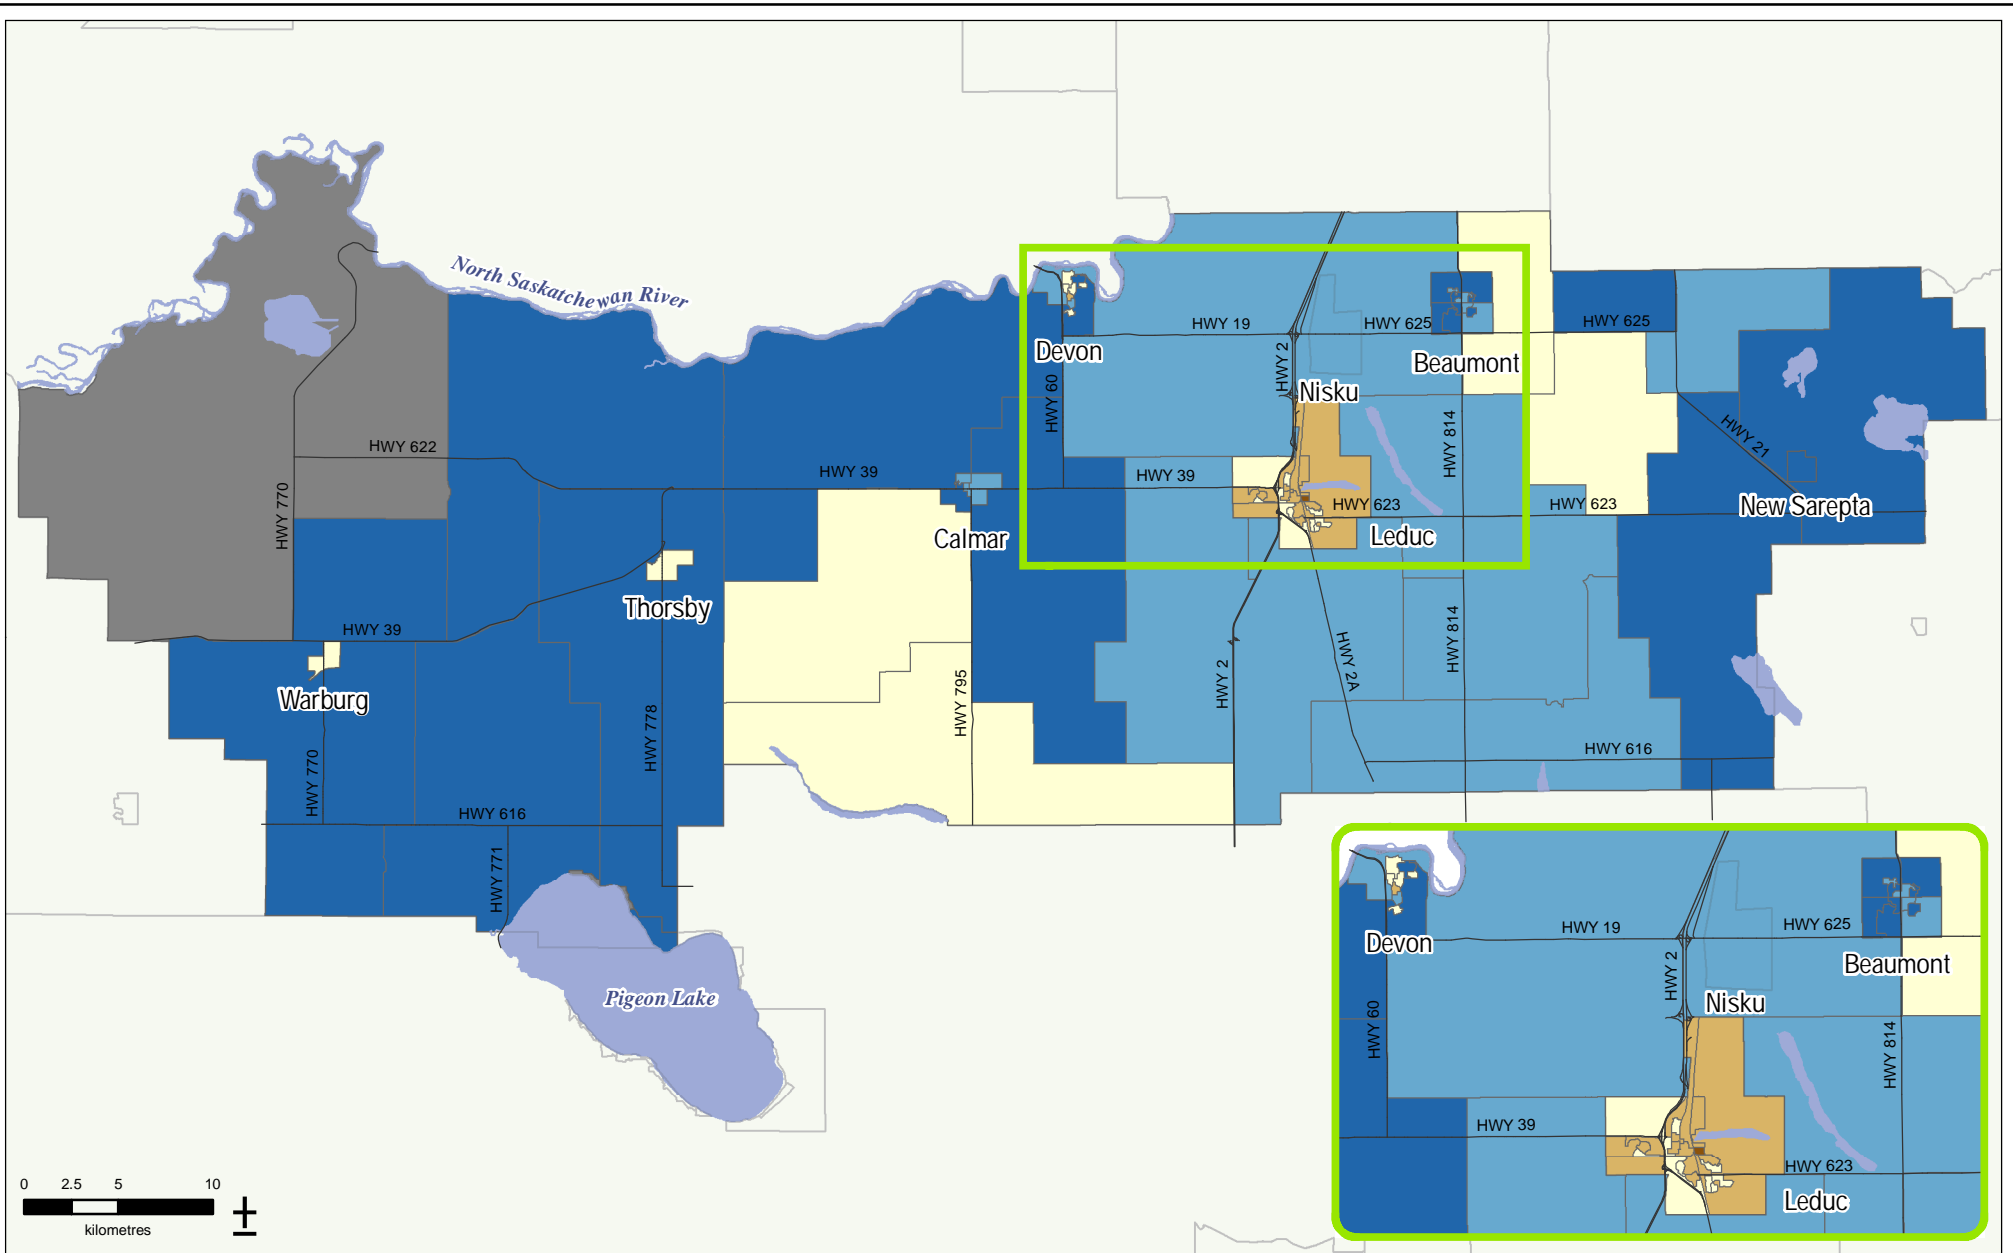 North Saskatchewan River
HWY 19
HWY 625
HWY 625
Devon
HWY 2
Beaumont
Nisku
HWY 60
HWY 814
HWY 21
HWY 622
HWY 39
HWY 39
HWY 770
HWY 623
HWY 623
New Sarepta
Calmar
Leduc
Thorsby
HWY 39
HWY 814
HWY 2A
HWY 2
Warburg
HWY 795
HWY 778
HWY 770
HWY 616
HWY 616
HWY 771
Pigeon Lake
HWY 19
HWY 625
Devon
HWY 2
Beaumont
Nisku
HWY 60
HWY 814
HWY 39
HWY 623
Leduc
0 2.5 5 10
kilometres